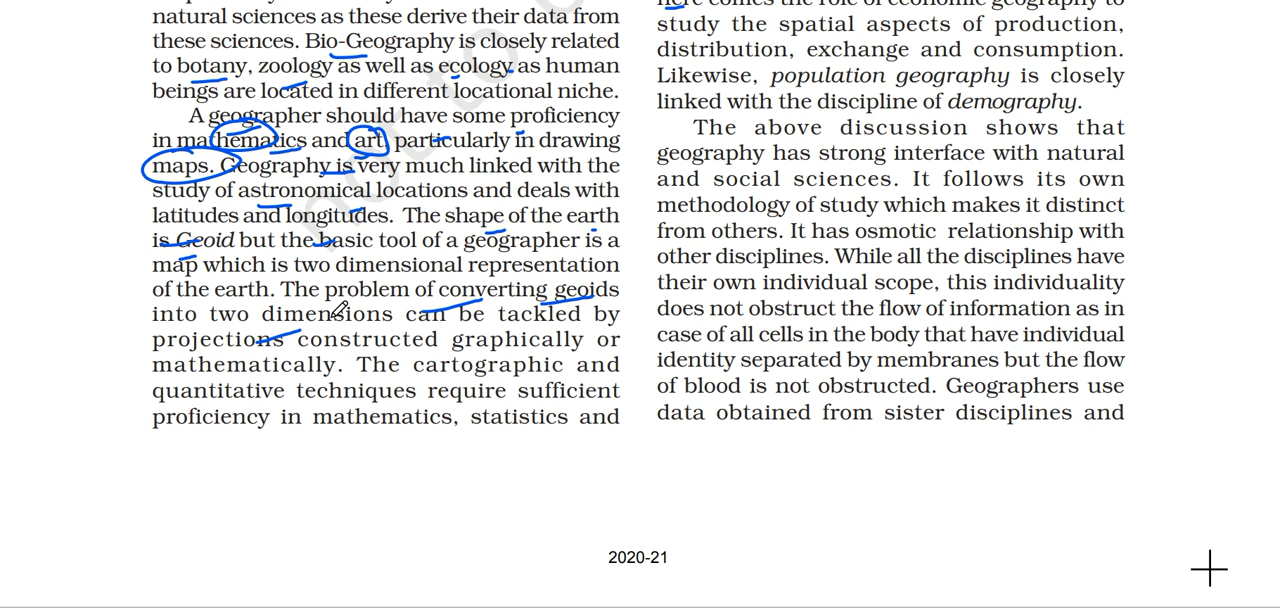 natural sciences as these derive their data from
these sciences. Bio-Geography is closely related
to botany, zoology as well as ecology as human
beings are located in different locational niche.
A geographer should have some proficiency
in mathematics and art, particularly in drawing
maps. Geography is very much linked with the
study of astronomical locations and deals with
latitudes and longitudes. The shape of the earth
is Geoid but the basic tool of a geographer is a
map which is two dimensional representation
of the earth. The problem of converting geoids
into two dimensions can be tackled by
projections constructed graphically or
mathematically. The cartographic and
quantitative techniques require sufficient
proficiency in mathematics, statistics and
here comes the role of economic geography to
study the spatial aspects of production,
distribution, exchange and consumption.
Likewise, population geography is closely
linked with the discipline of demography.
The above discussion shows that
geography has strong interface with natural
and social sciences. It follows its own
methodology of study which makes it distinct
from others. It has osmotic relationship with
other disciplines. While all the disciplines have
their own individual scope, this individuality
does not obstruct the flow of information as in
case of all cells in the body that have individual
identity separated by membranes but the flow
of blood is not obstructed. Geographers use
data obtained from sister disciplines and
not to
2020-21